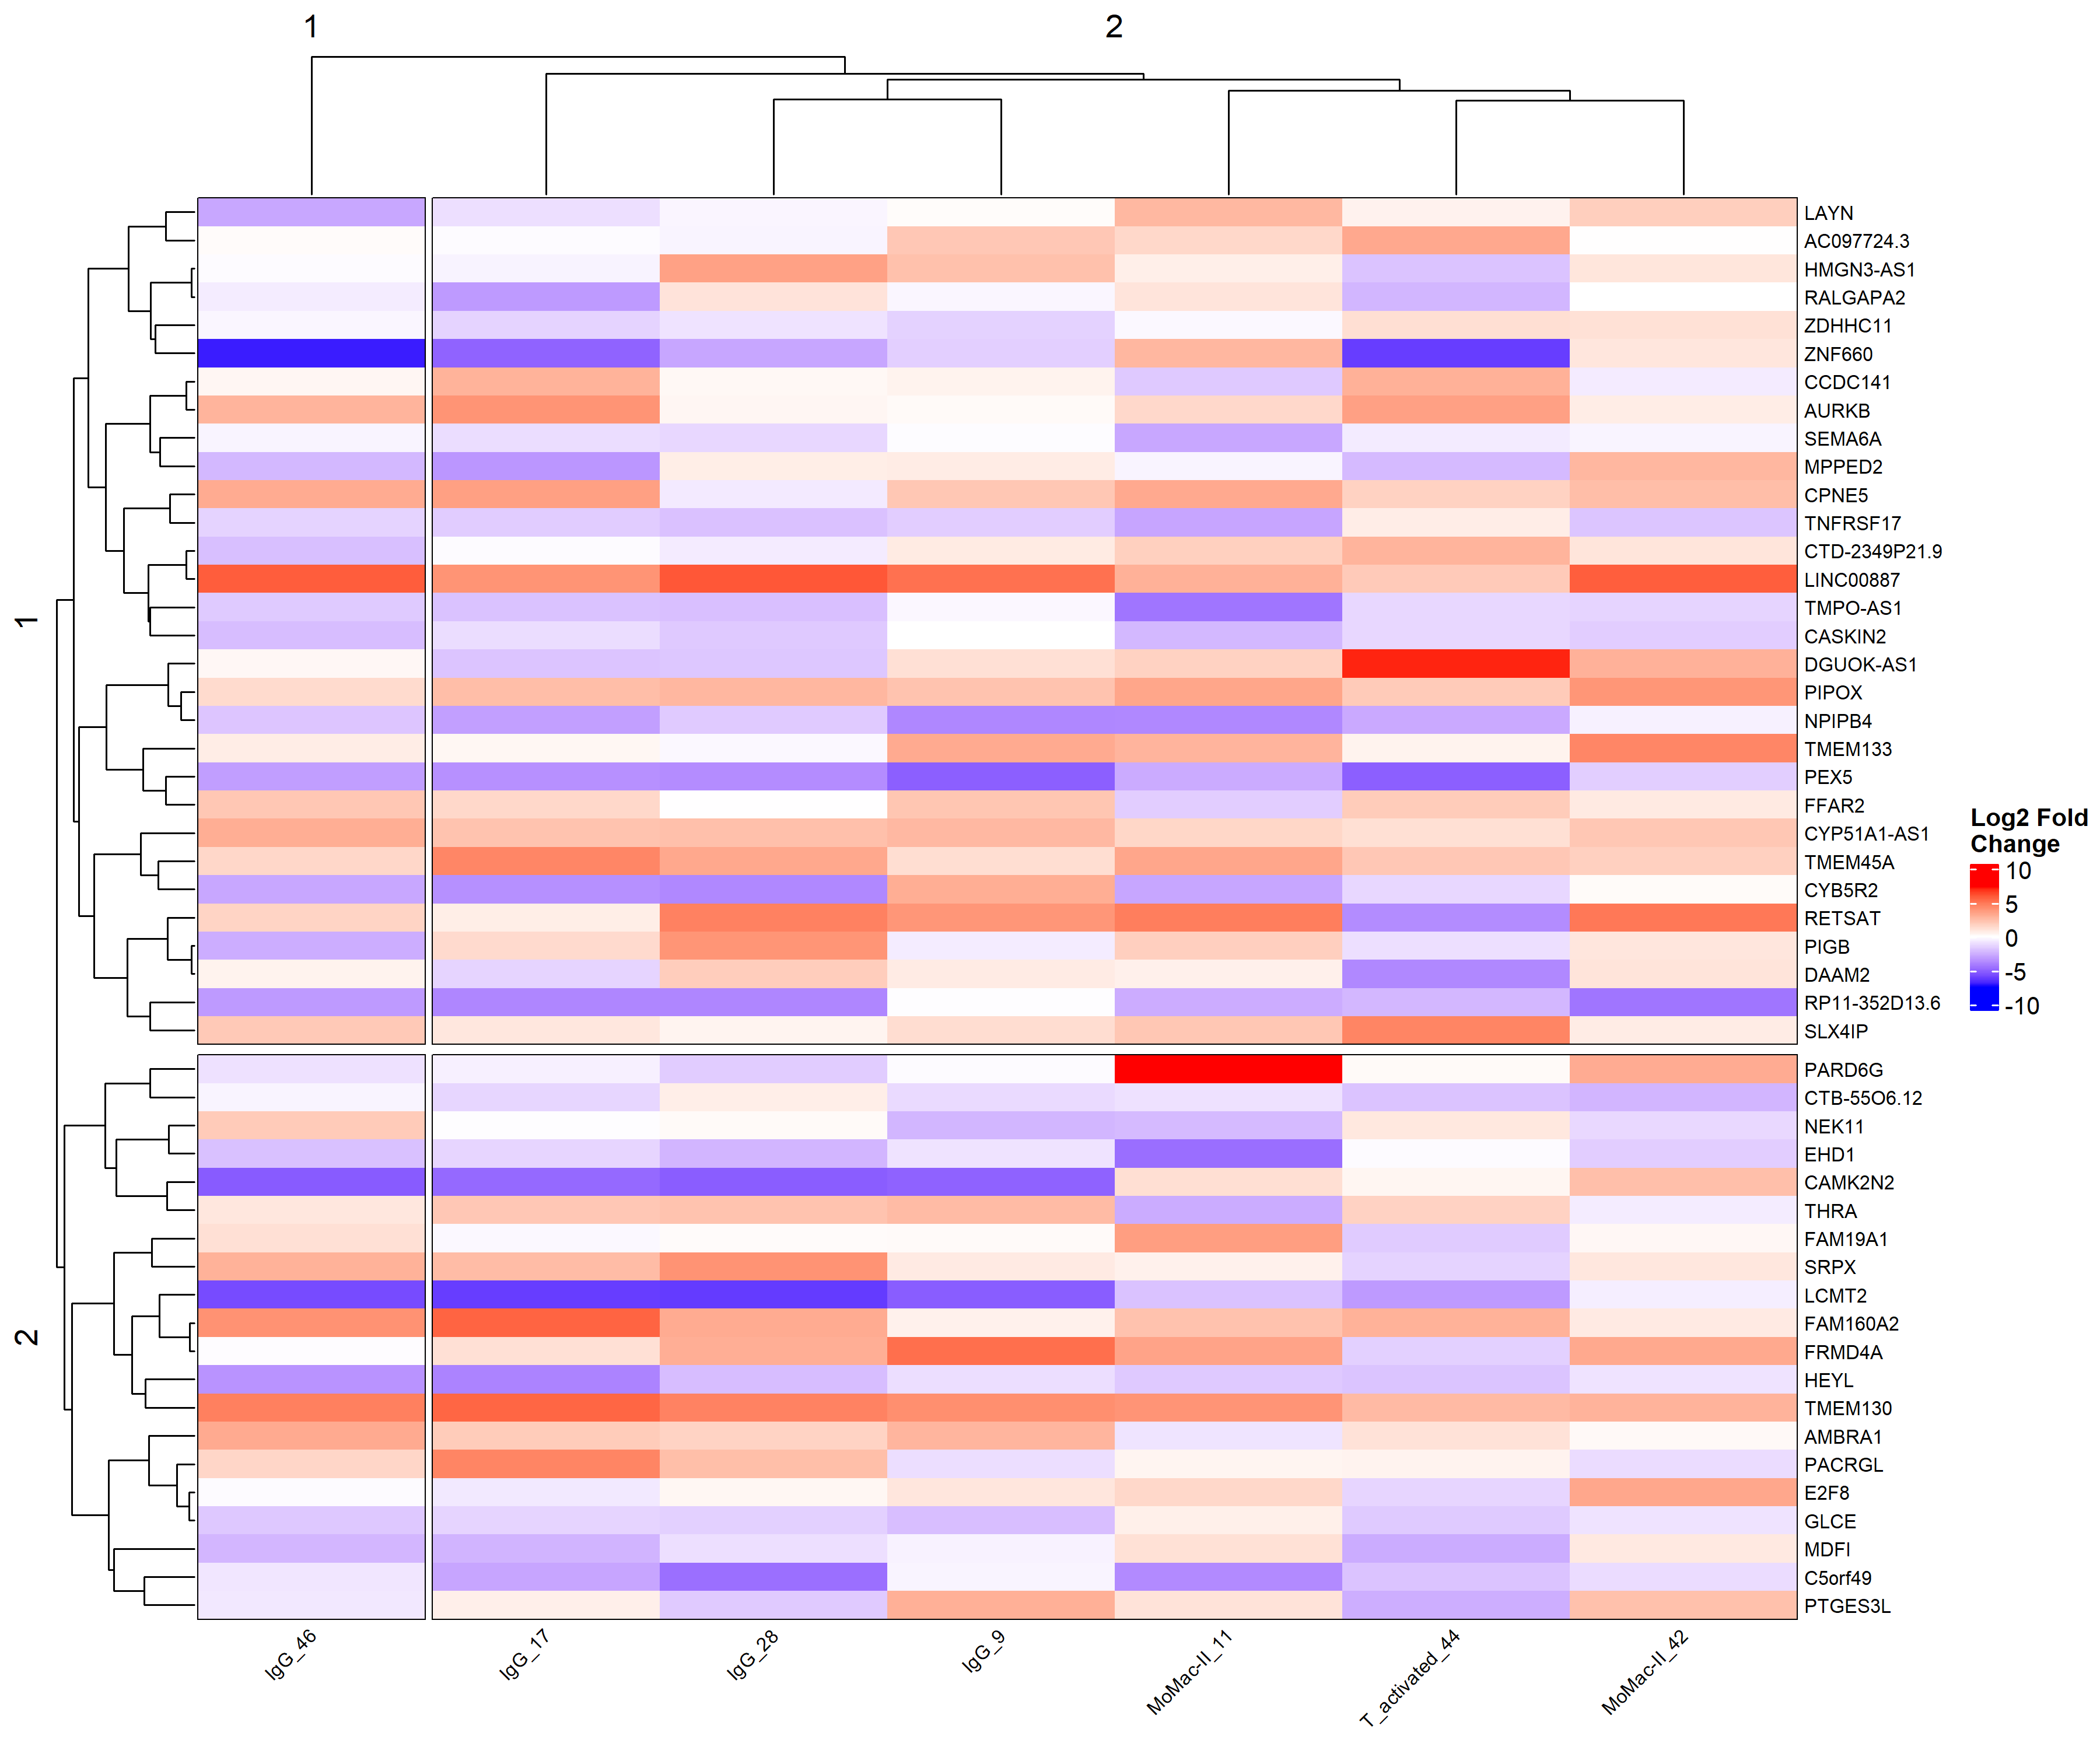 1
2
1
2
LAYN
AC097724.3
HMGN3-AS1
RALGAPA2
ZDHHC11
ZNF660
CCDC141
AURKB
SEMA6A
MPPED2
CPNE5
TNFRSF17
CTD-2349P21.9
LINC00887
TMPO-AS1
CASKIN2
DGUOK-AS1
PIPOX
NPIPB4
TMEM133
PEX5
FFAR2
CYP51A1-AS1
TMEM45A
CYB5R2
RETSAT
PIGB
DAAM2
RP11-352D13.6
SLX4IP
PARD6G
CTB-55O6.12
NEK11
EHD1
CAMK2N2
THRA
FAM19A1
SRPX
LCMT2
FAM160A2
FRMD4A
HEYL
TMEM130
AMBRA1
PACRGL
E2F8
GLCE
MDFI
C5orf49
PTGES3L
IgG_46
IgG_17
IgG_28
IgG_9
MoMac-II_11
T_activated_44
MoMac-II_42
Log2 Fold
Change
10
5
0
-5
-10